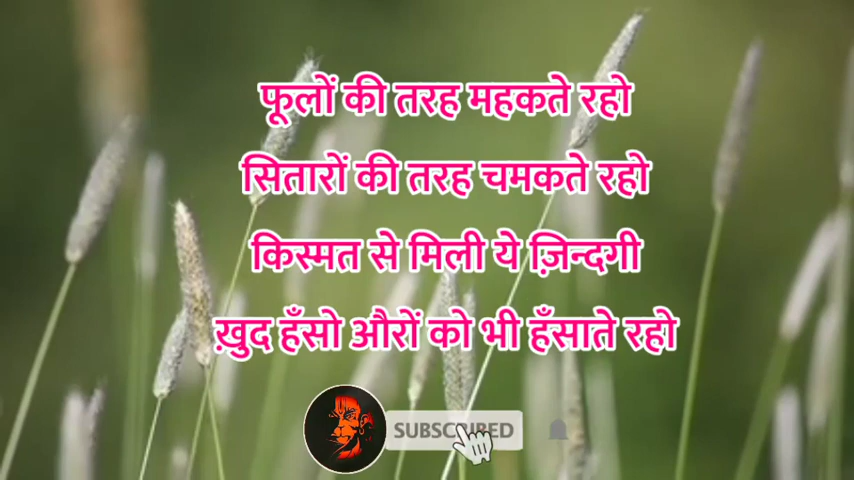 फूलों की तरह महकते रहो
सितारों की तरह चमकते रहो
किस्मत से मिली ये ज़िन्दगी
ख़ुद हँसो औरों को भी हँसाते रहो
SUBSCRIBED